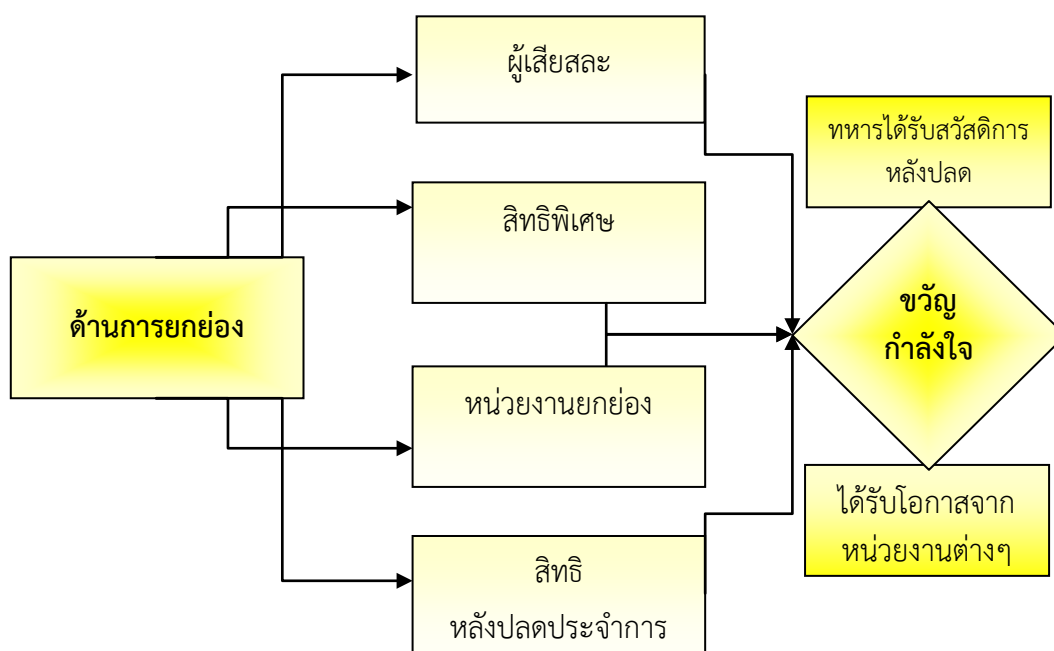 ด้านการยกย่อง
ผู้เสียสละ
สิทธิพิเศษ
หน่วยงานยกย่อง
สิทธิ
หลังปลดประจำการ
ทหารได้รับสวัสดิการ
หลังปลด
ขวัญ
กำลังใจ
ได้รับโอกาสจาก
หน่วยงานต่างๆ